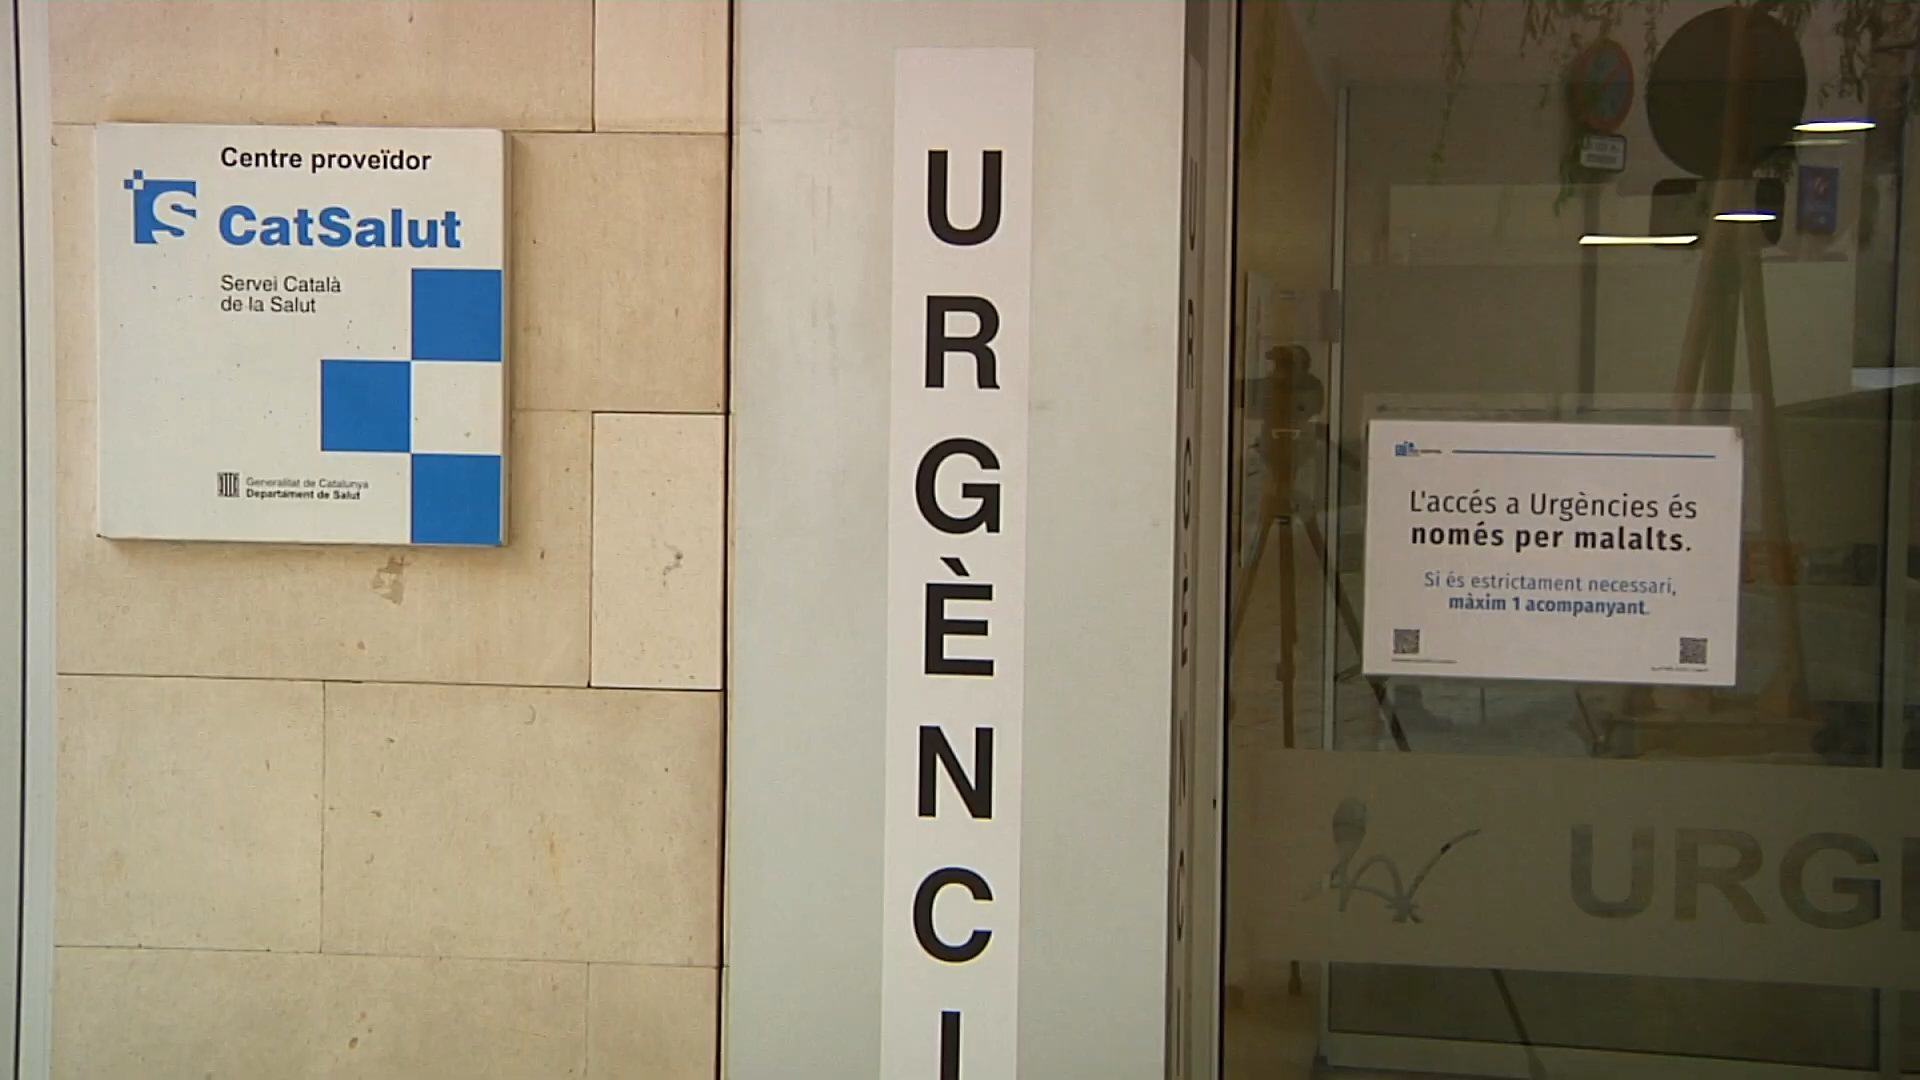 Centre proveïdor
CatSalut
Servei Català
de la Salut
Generalitat de Catalunya
Departament de Salut
URGÈNCI
URGÈNCI
L'accés a Urgències és
només per malalts.
Si és estrictament necessari,
màxim 1 acompanyant.
URG